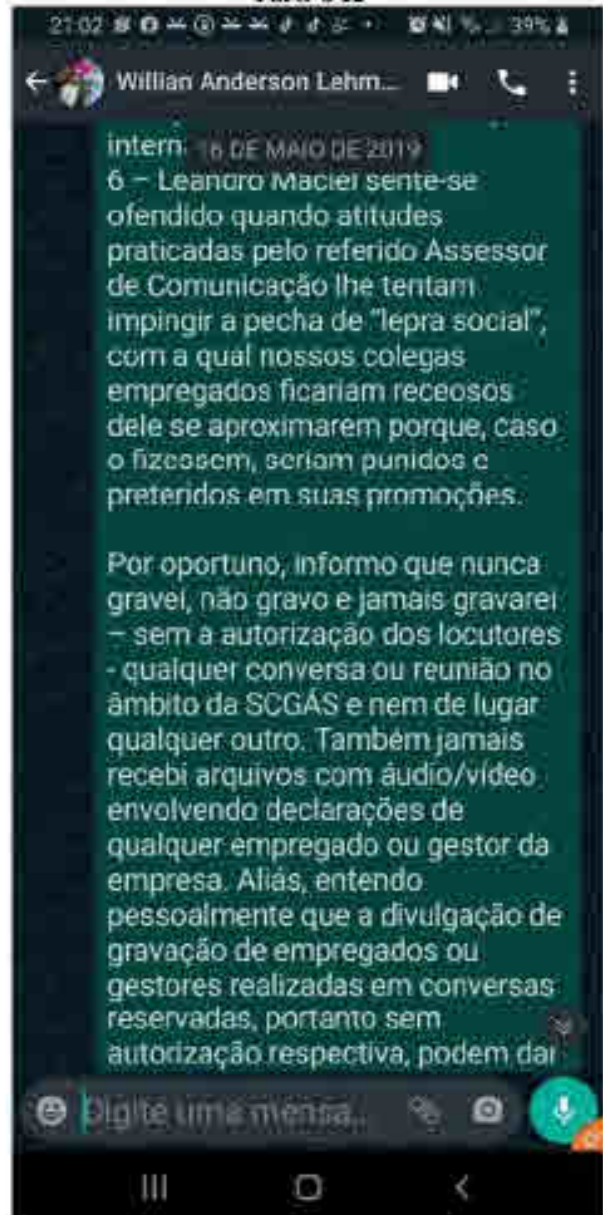 21:02
39%
Willian Anderson Lehm...
intern
16 DE MAIO DE 2019
6 – Leandro Maciel sente-se
ofendido quando atitudes
praticadas pelo referido Assessor
de Comunicação lhe tentam
impingir a pecha de "lepra social",
com a qual nossos colegas
empregados ficariam receosos
dele se aproximarem porque, caso
o fizessem, seriam punidos e
preteridos em suas promoções.
Por oportuno, informo que nunca
gravei, não gravo e jamais gravarei
– sem a autorização dos locutores
- qualquer conversa ou reunião no
âmbito da SCGÁS e nem de lugar
qualquer outro. Também jamais
recebi arquivos com áudio/vídeo
envolvendo declarações de
qualquer empregado ou gestor da
empresa. Aliás, entendo
pessoalmente que a divulgação de
gravação de empregados ou
gestores realizadas em conversas
reservadas, portanto sem
autorização respectiva, podem dar
Digite uma mensa...